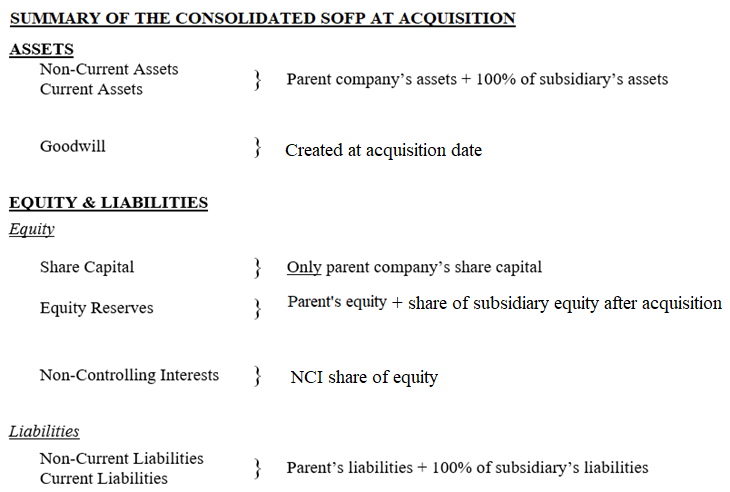 SUMMARY OF THE CONSOLIDATED SOFP AT ACQUISITION
ASSETS
Non-Current Assets
Current Assets
} Parent company's assets + 100% of subsidiary's assets
Goodwill } Created at acquisition date
EQUITY & LIABILITIES
Equity
Share Capital } Only parent company's share capital
Equity Reserves } Parent's equity + share of subsidiary equity after acquisition
Non-Controlling Interests } NCI share of equity
Liabilities
Non-Current Liabilities
Current Liabilities
} Parent's liabilities + 100% of subsidiary's liabilities